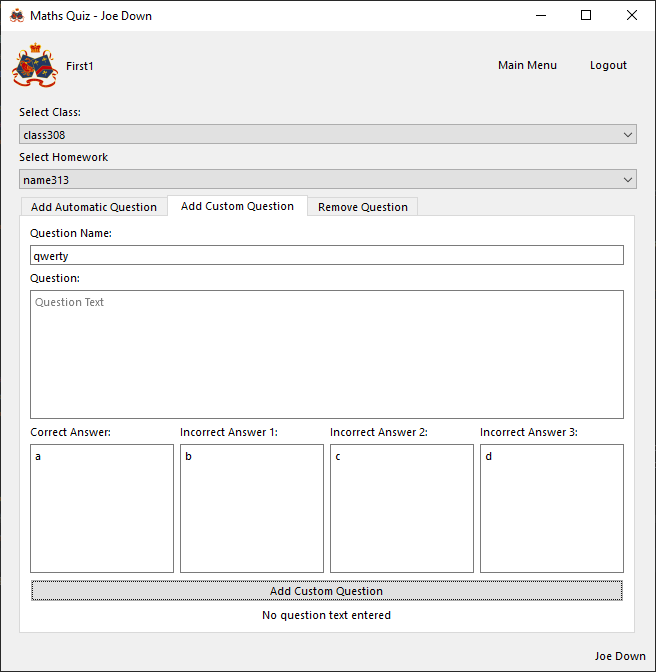 Maths Quiz - Joe Down
First1
Main Menu
Logout
Select Class:
class308
Select Homework
name313
Add Automatic Question
Add Custom Question
Remove Question
Question Name:
qwerty
Question:
Question Text
Correct Answer:
Incorrect Answer 1:
Incorrect Answer 2:
Incorrect Answer 3:
a
b
c
d
Add Custom Question
No question text entered
Joe Down